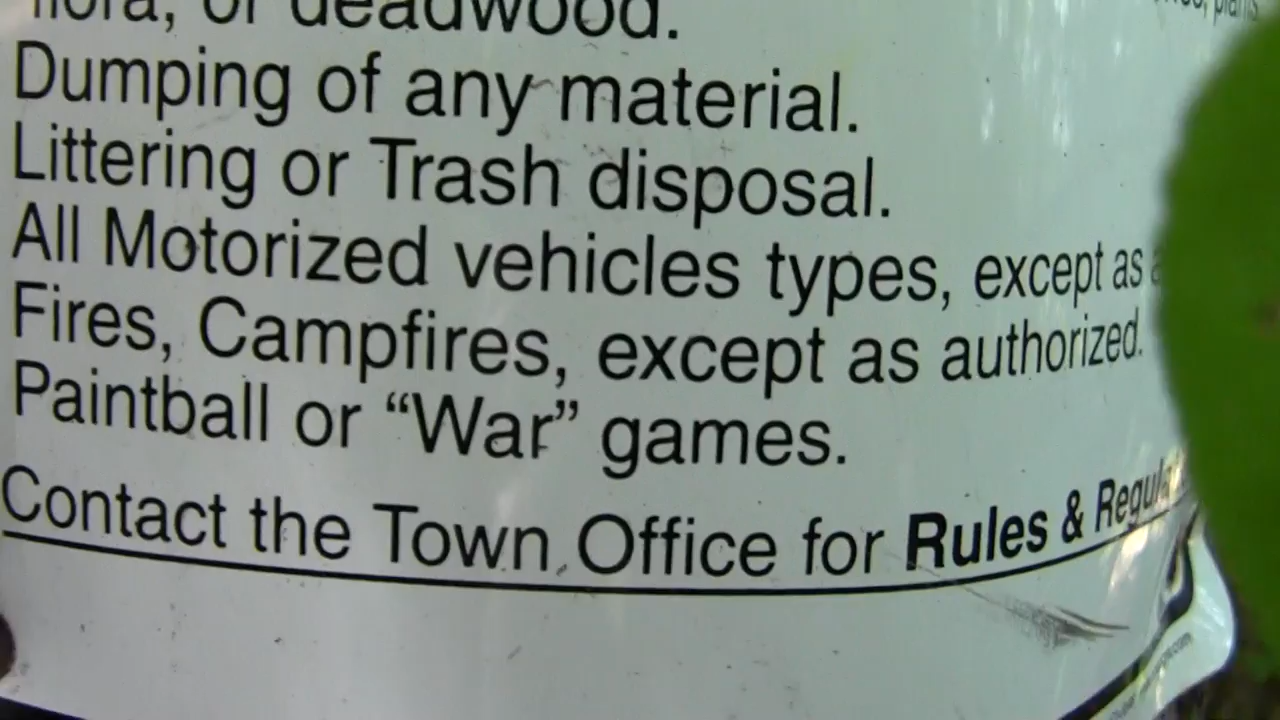 flora, or deadwood.
Dumping of any material.
Littering or Trash disposal.
All Motorized vehicles types, except as
Fires, Campfires, except as authorized.
Paintball or “War” games.
Contact the Town Office for Rules & Regul